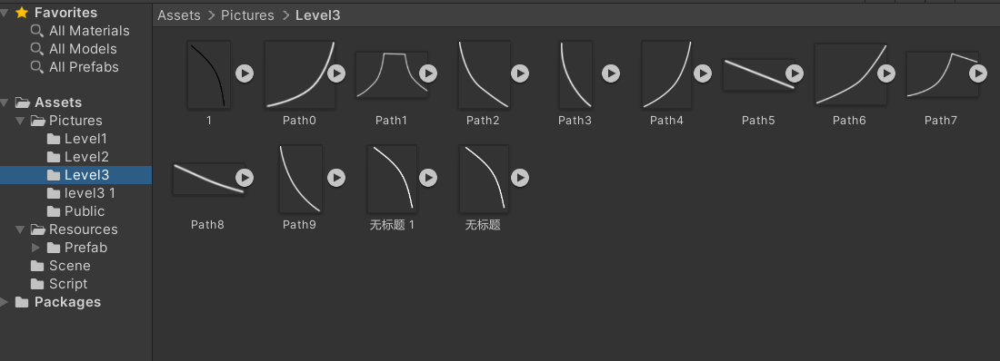 Favorites
All Materials
All Models
All Prefabs
Assets
Pictures
Level1
Level2
Level3
level3 1
Public
Resources
Prefab
Scene
Script
Packages
Assets > Pictures > Level3
1 Path0 Path1 Path2 Path3 Path4 Path5 Path6 Path7
Path8 Path9 无标题 1 无标题